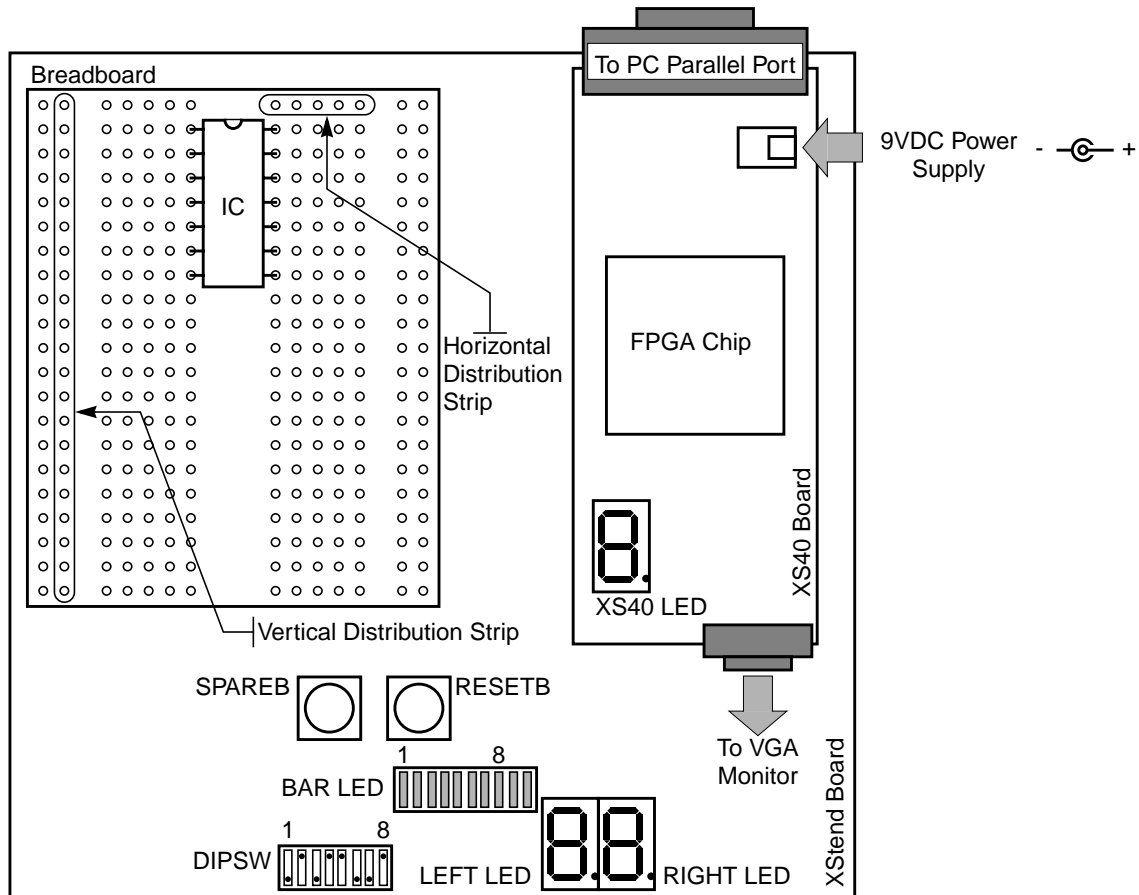 To PC Parallel Port
Breadboard
9VDC Power
Supply
- +
IC
FPGA Chip
Horizontal
Distribution
Strip
XS40 Board
XS40 LED
Vertical Distribution Strip
SPAREB
RESETB
To VGA
Monitor
XStend Board
1 8
BAR LED
1 8
DIPSW
LEFT LED
RIGHT LED